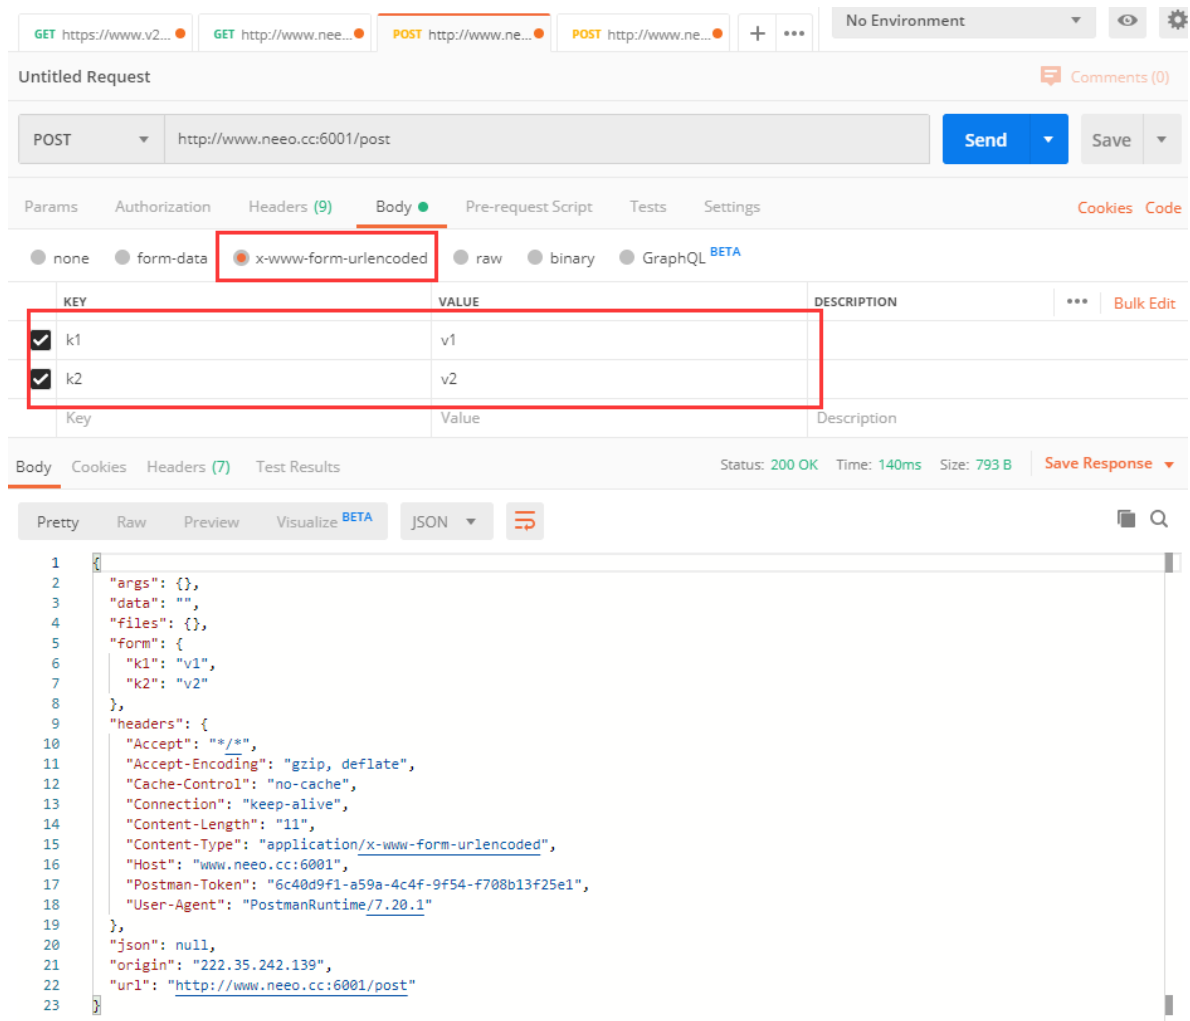 GET https://www.v2... GET http://www.nee... POST http://www.ne... POST http://www.ne... + ••• No Environment
Untitled Request Comments (0)
POST http://www.neeo.cc:6001/post Send Save
Params Authorization Headers (9) Body Pre-request Script Tests Settings Cookies Code
none form-data x-www-form-urlencoded raw binary GraphQL BETA
KEY VALUE DESCRIPTION ••• Bulk Edit
k1 v1
k2 v2
Key Value Description
Body Cookies Headers (7) Test Results Status: 200 OK Time: 140ms Size: 793 B Save Response
Pretty Raw Preview Visualize BETA JSON
1 {
2 "args": {},
3 "data": "",
4 "files": {},
5 "form": {
6 "k1": "v1",
7 "k2": "v2"
8 },
9 "headers": {
10 "Accept": "*/*",
11 "Accept-Encoding": "gzip, deflate",
12 "Cache-Control": "no-cache",
13 "Connection": "keep-alive",
14 "Content-Length": "11",
15 "Content-Type": "application/x-www-form-urlencoded",
16 "Host": "www.neeo.cc:6001",
17 "Postman-Token": "6c40d9f1-a59a-4c4f-9f54-f708b13f25e1",
18 "User-Agent": "PostmanRuntime/7.20.1"
19 },
20 "json": null,
21 "origin": "222.35.242.139",
22 "url": "http://www.neeo.cc:6001/post"
23 }